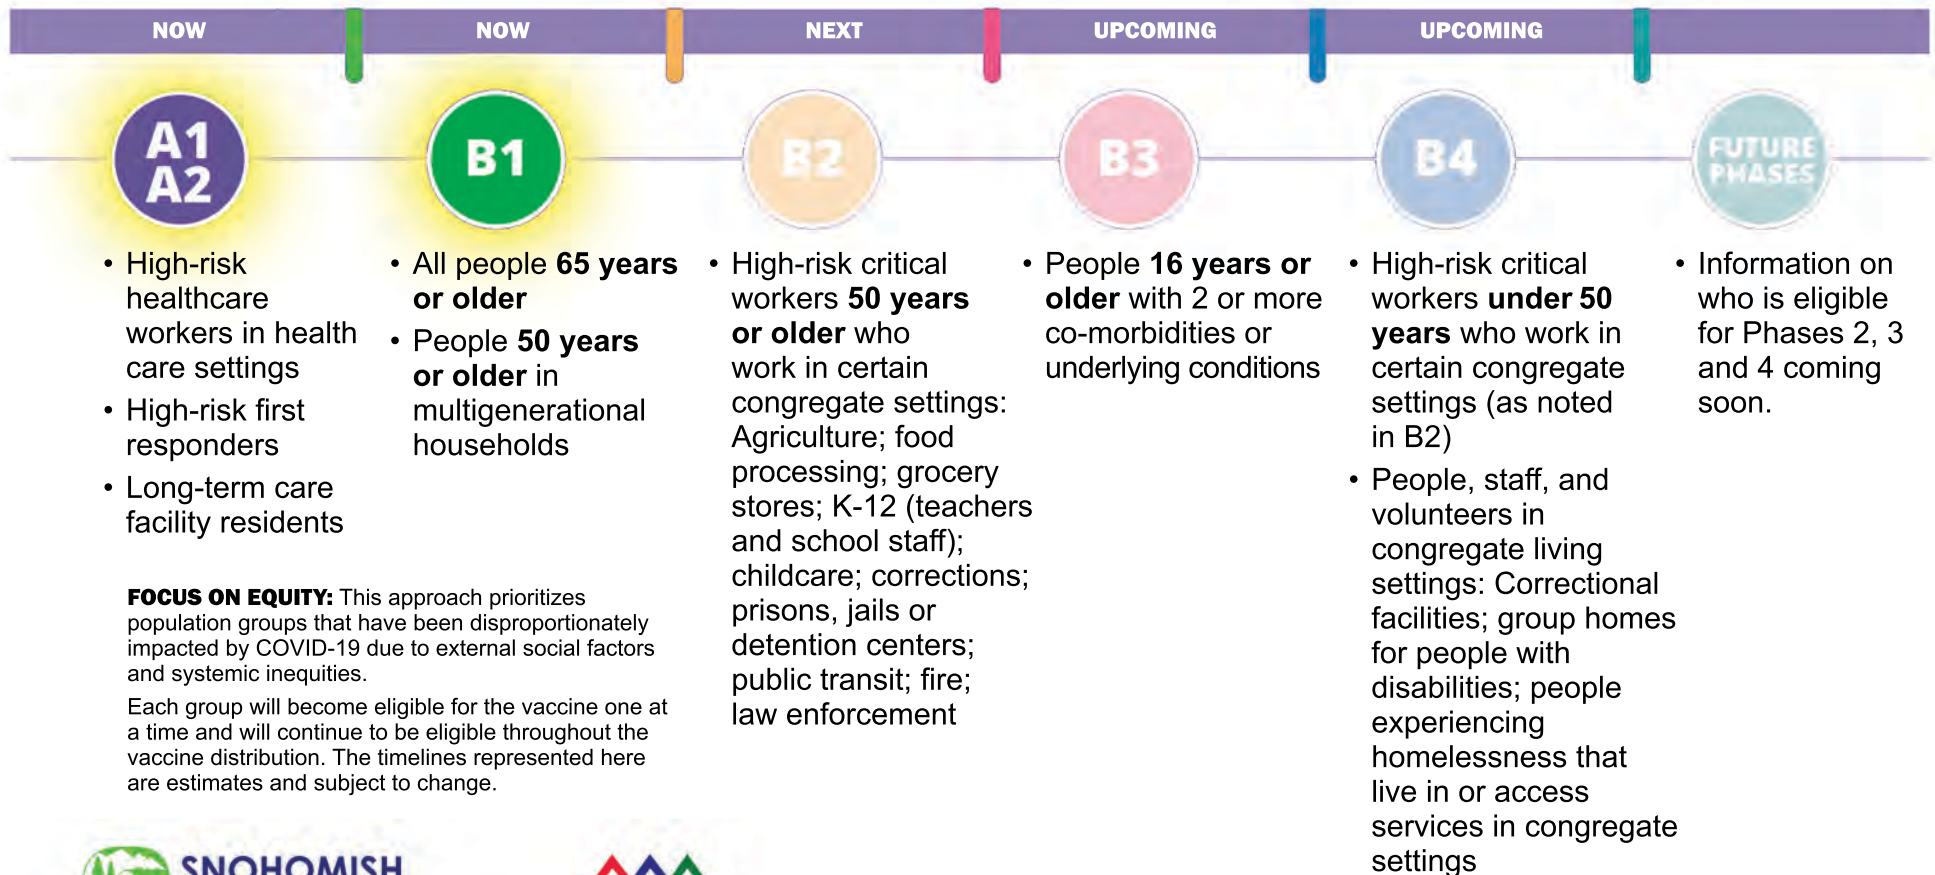 NOW
NOW
NEXT
UPCOMING
UPCOMING
A1
A2
B1
B2
B3
B4
FUTURE
PHASES
• High-risk
healthcare
workers in health
care settings
• High-risk first
responders
• Long-term care
facility residents
• All people 65 years
or older
• People 50 years
or older in
multigenerational
households
• High-risk critical
workers 50 years
or older who
work in certain
congregate settings:
Agriculture; food
processing; grocery
stores; K-12 (teachers
and school staff);
childcare; corrections;
prisons, jails or
detention centers;
public transit; fire;
law enforcement
• People 16 years or
older with 2 or more
co-morbidities or
underlying conditions
• High-risk critical
workers under 50
years who work in
certain congregate
settings (as noted
in B2)
• People, staff, and
volunteers in
congregate living
settings: Correctional
facilities; group homes
for people with
disabilities; people
experiencing
homelessness that
live in or access
services in congregate
settings
• Information on
who is eligible
for Phases 2, 3
and 4 coming
soon.
FOCUS ON EQUITY: This approach prioritizes
population groups that have been disproportionately
impacted by COVID-19 due to external social factors
and systemic inequities.
Each group will become eligible for the vaccine one at
a time and will continue to be eligible throughout the
vaccine distribution. The timelines represented here
are estimates and subject to change.
SNOHOMISH